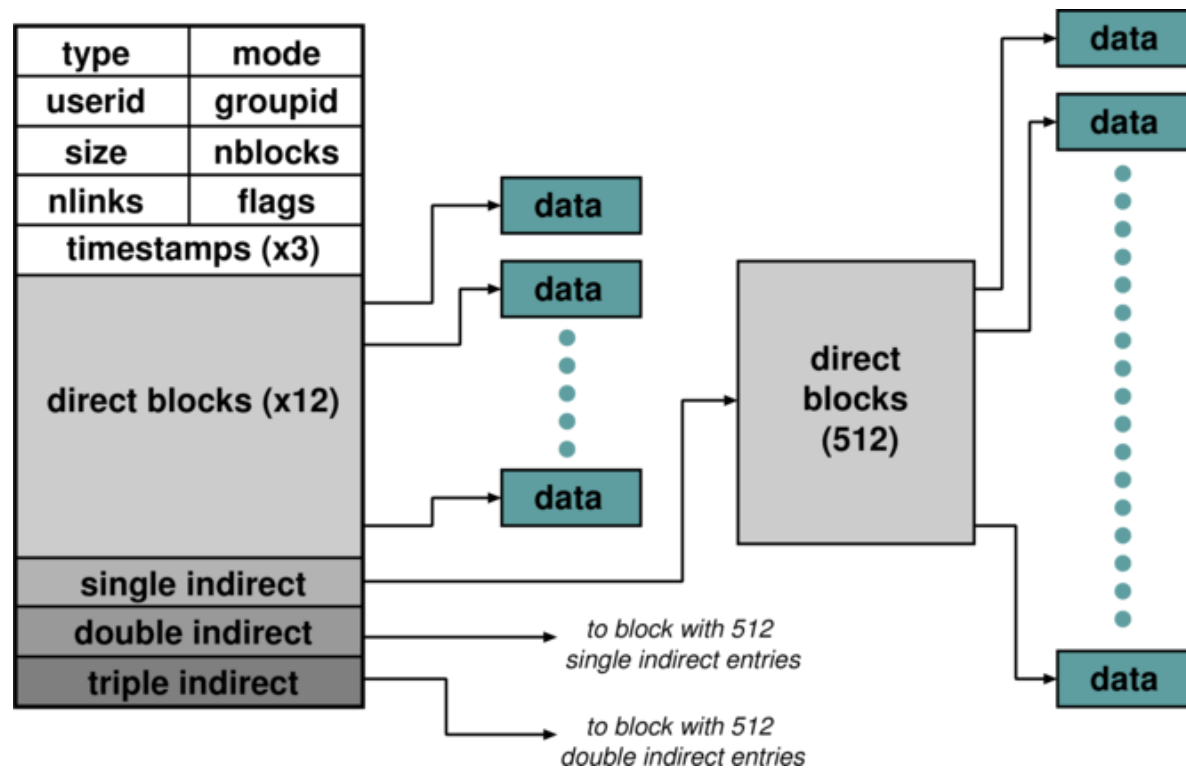 type mode
userid groupid
size nblocks
nlinks flags
timestamps (x3)
direct blocks (x12)
single indirect
double indirect
triple indirect
data
data
data
to block with 512
single indirect entries
to block with 512
double indirect entries
direct
blocks
(512)
data
data
data